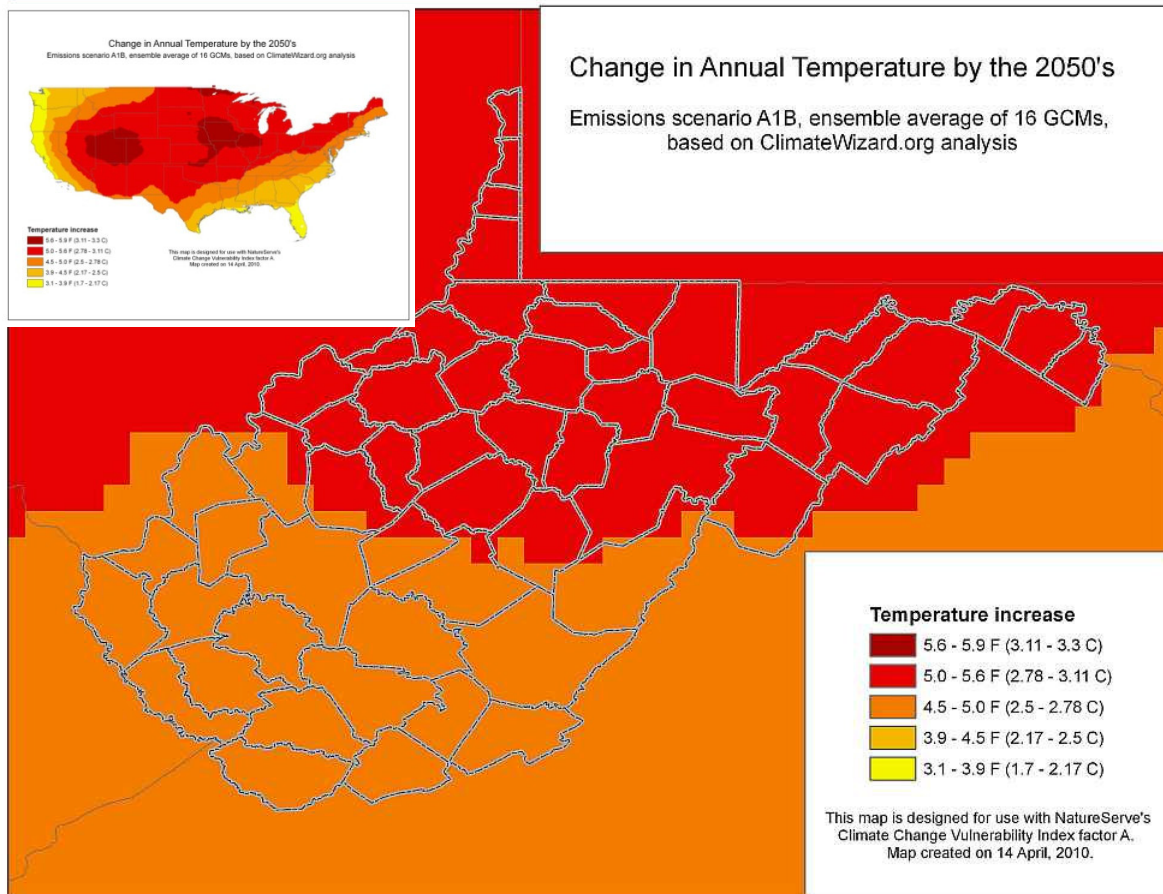 Change in Annual Temperature by the 2050's
Emissions scenario A1B, ensemble average of 16 GCMs, based on ClimateWizard.org analysis
Temperature increase
5.6 - 5.9 F (3.11 - 3.3 C)
5.0 - 5.6 F (2.78 - 3.11 C)
4.5 - 5.0 F (2.5 - 2.78 C)
3.9 - 4.5 F (2.17 - 2.5 C)
3.1 - 3.9 F (1.7 - 2.17 C)
This map is designed for use with NatureServe's
Climate Change Vulnerability Index factor A.
Map created on 14 April, 2010.
Change in Annual Temperature by the 2050's
Emissions scenario A1B, ensemble average of 16 GCMs,
based on ClimateWizard.org analysis
Temperature increase
5.6 - 5.9 F (3.11 - 3.3 C)
5.0 - 5.6 F (2.78 - 3.11 C)
4.5 - 5.0 F (2.5 - 2.78 C)
3.9 - 4.5 F (2.17 - 2.5 C)
3.1 - 3.9 F (1.7 - 2.17 C)
This map is designed for use with NatureServe's
Climate Change Vulnerability Index factor A.
Map created on 14 April, 2010.